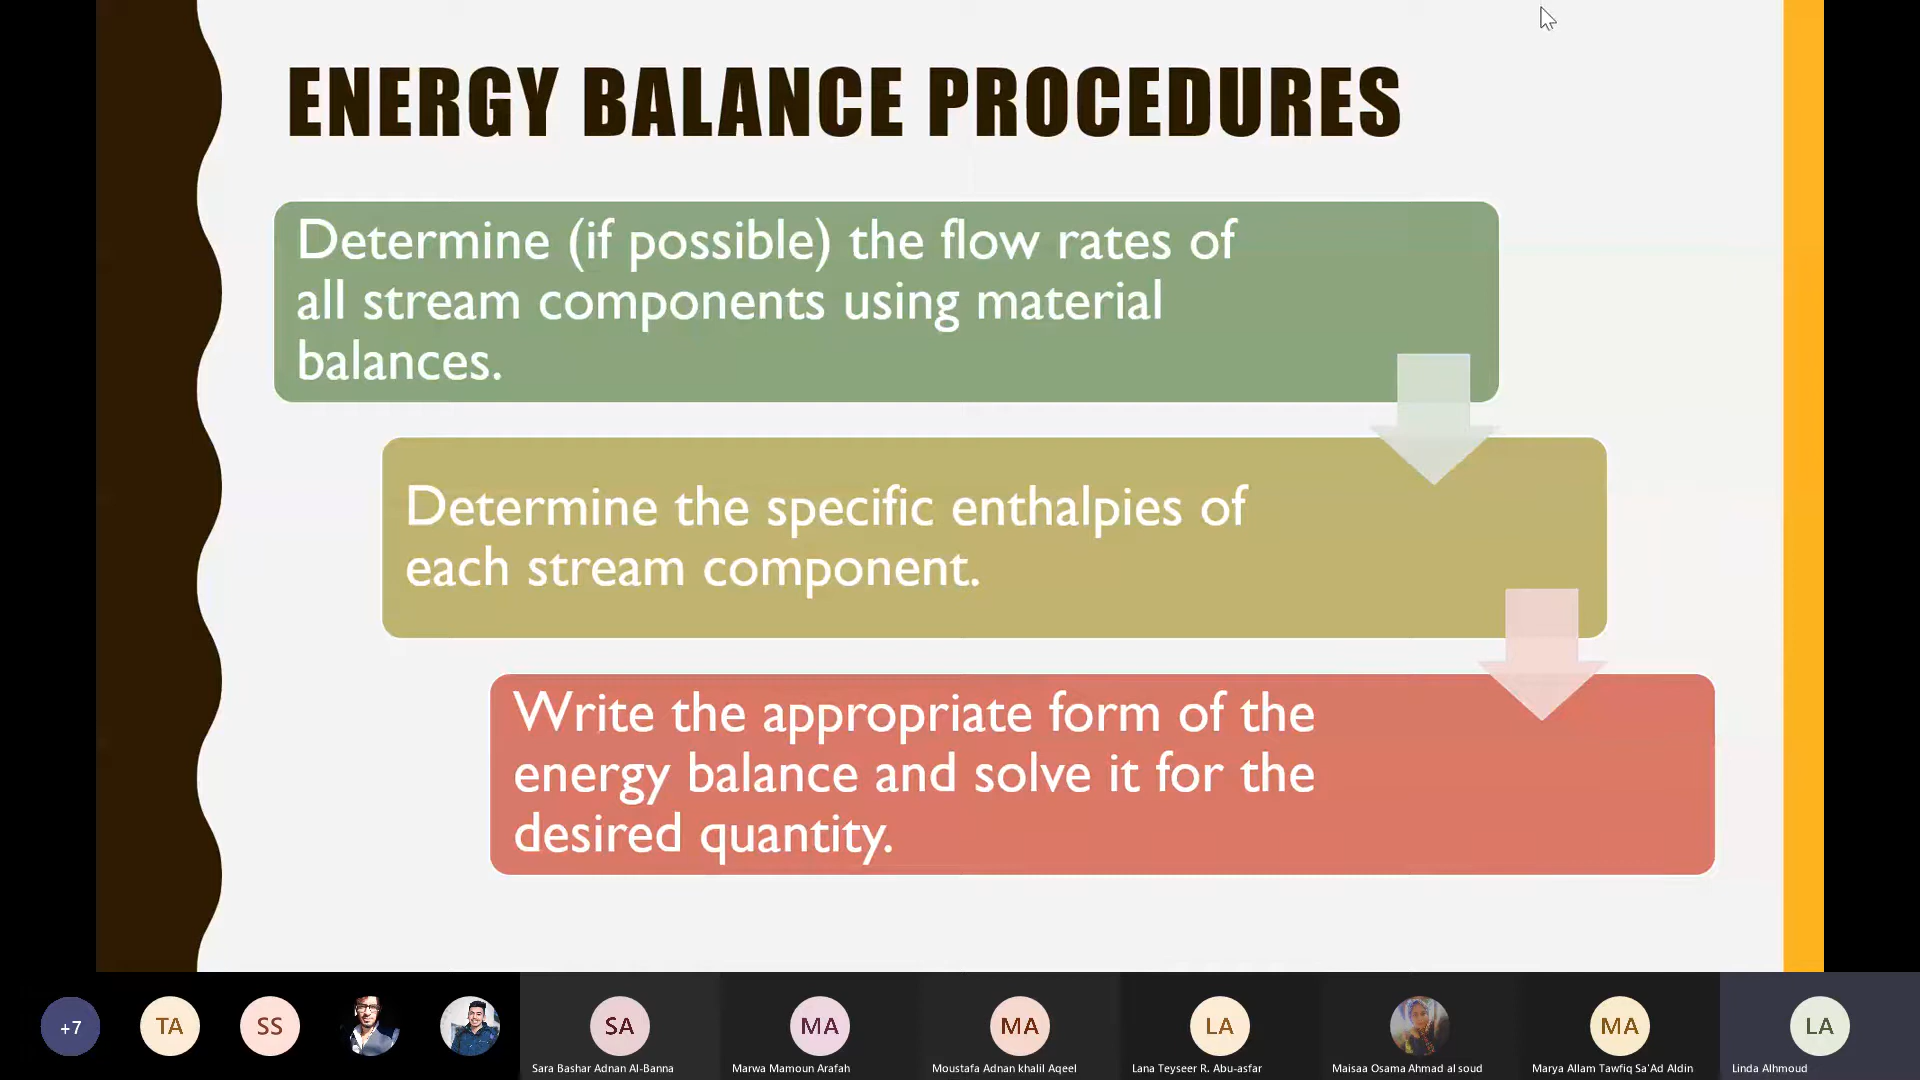 ENERGY BALANCE PROCEDURES
Determine (if possible) the flow rates of
all stream components using material
balances.
Determine the specific enthalpies of
each stream component.
Write the appropriate form of the
energy balance and solve it for the
desired quantity.
+7
TA
SS
SA
MA
MA
LA
MA
LA
Sara Bashar Adnan Al-Banna
Marwa Mamoun Arafah
Moustafa Adnan khalil Aqeel
Lana Teyseer R. Abu-asfar
Maisaa Osama Ahmad al soud
Marya Allam Tawfiq Sa'Ad Aldin
Linda Alhmoud